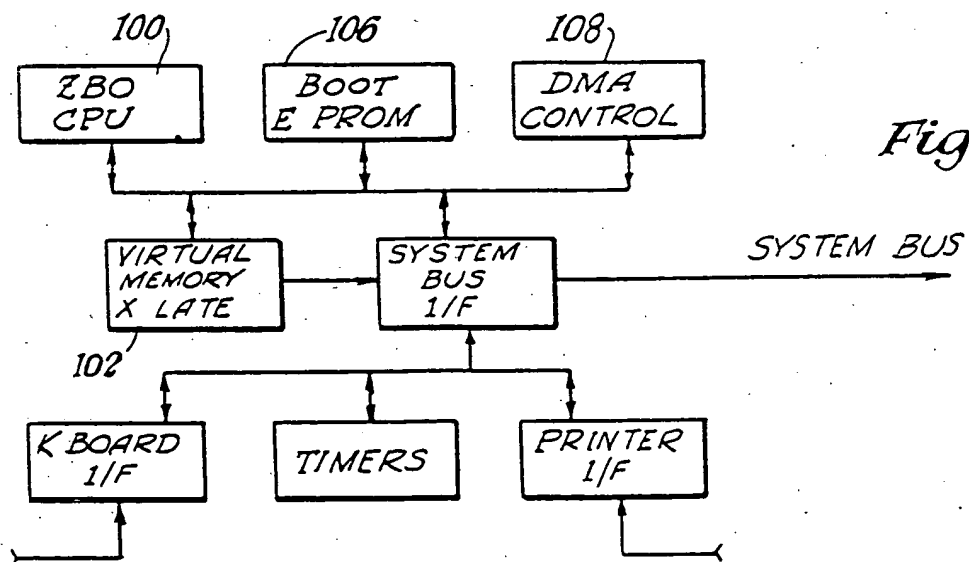 100
106
108
ZBO
CPU
BOOT
E PROM
DMA
CONTROL
Fig
VIRTUAL
MEMORY
X LATE
SYSTEM
BUS
1/F
SYSTEM BUS
102
K BOARD
1/F
TIMERS
PRINTER
1/F